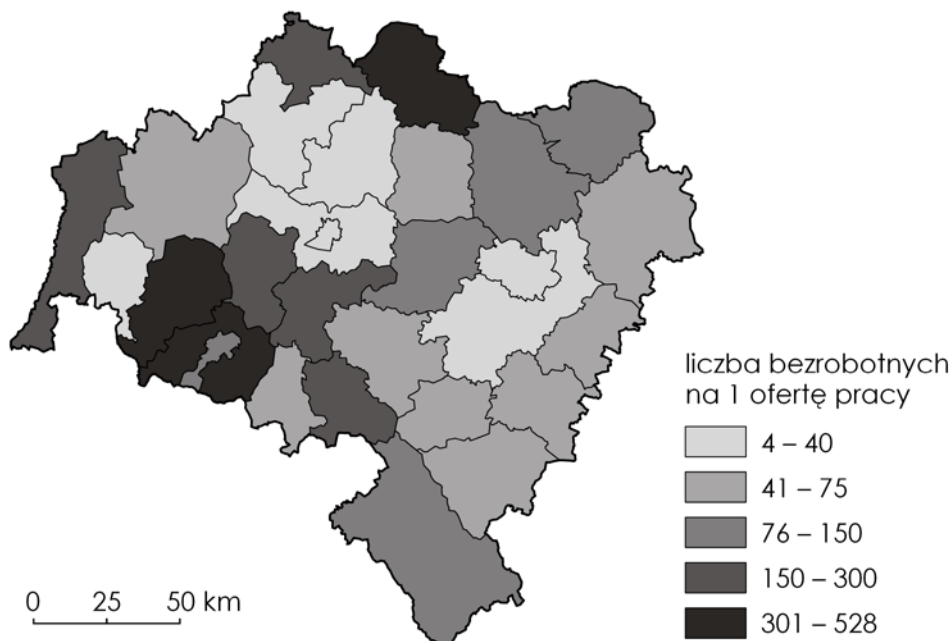 liczba bezrobotnych
na 1 ofertę pracy
4 – 40
41 – 75
76 – 150
150 – 300
301 – 528
0 25 50 km